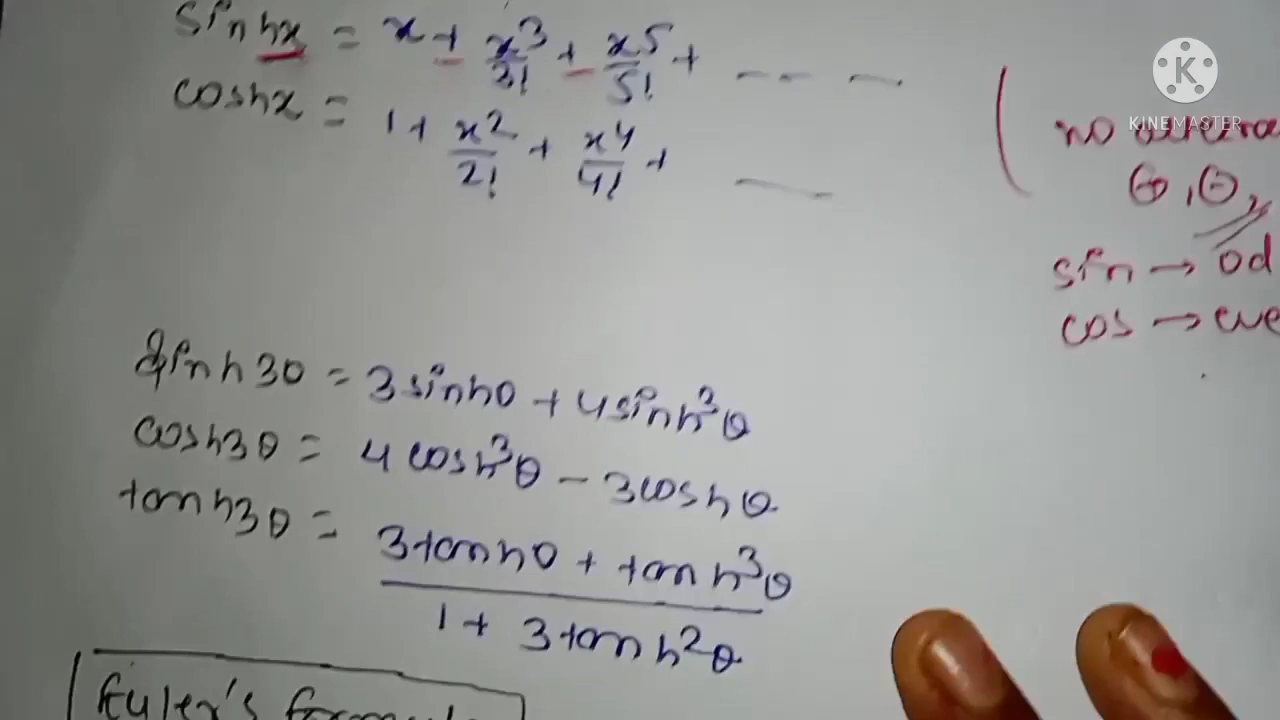 sinhx = x + x³/3! + x⁵/5! + -- -- --
coshx = 1 + x²/2! + x⁴/4! + ——
KINEMASTER
no
⊕, ⊖,
sin → od
cos → eve
sinh3θ = 3sinhθ + 4sinh³θ
cosh3θ = 4cosh³θ - 3coshθ.
tanh3θ = 3tanhθ + tanh³θ / 1 + 3tanh²θ.
Euler's formul